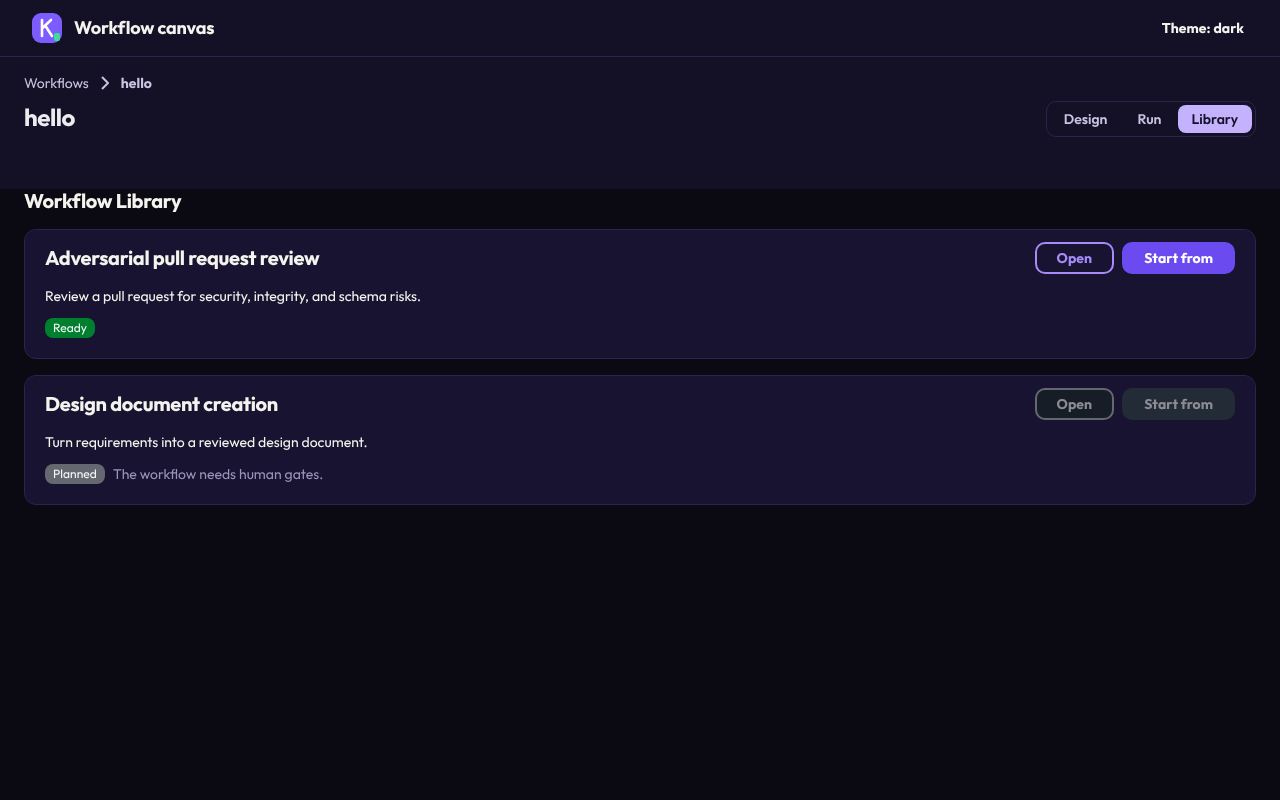 K Workflow canvas
Theme: dark
Workflows > hello
hello
Design Run Library
Workflow Library
Adversarial pull request review
Open Start from
Review a pull request for security, integrity, and schema risks.
Ready
Design document creation
Open Start from
Turn requirements into a reviewed design document.
Planned The workflow needs human gates.